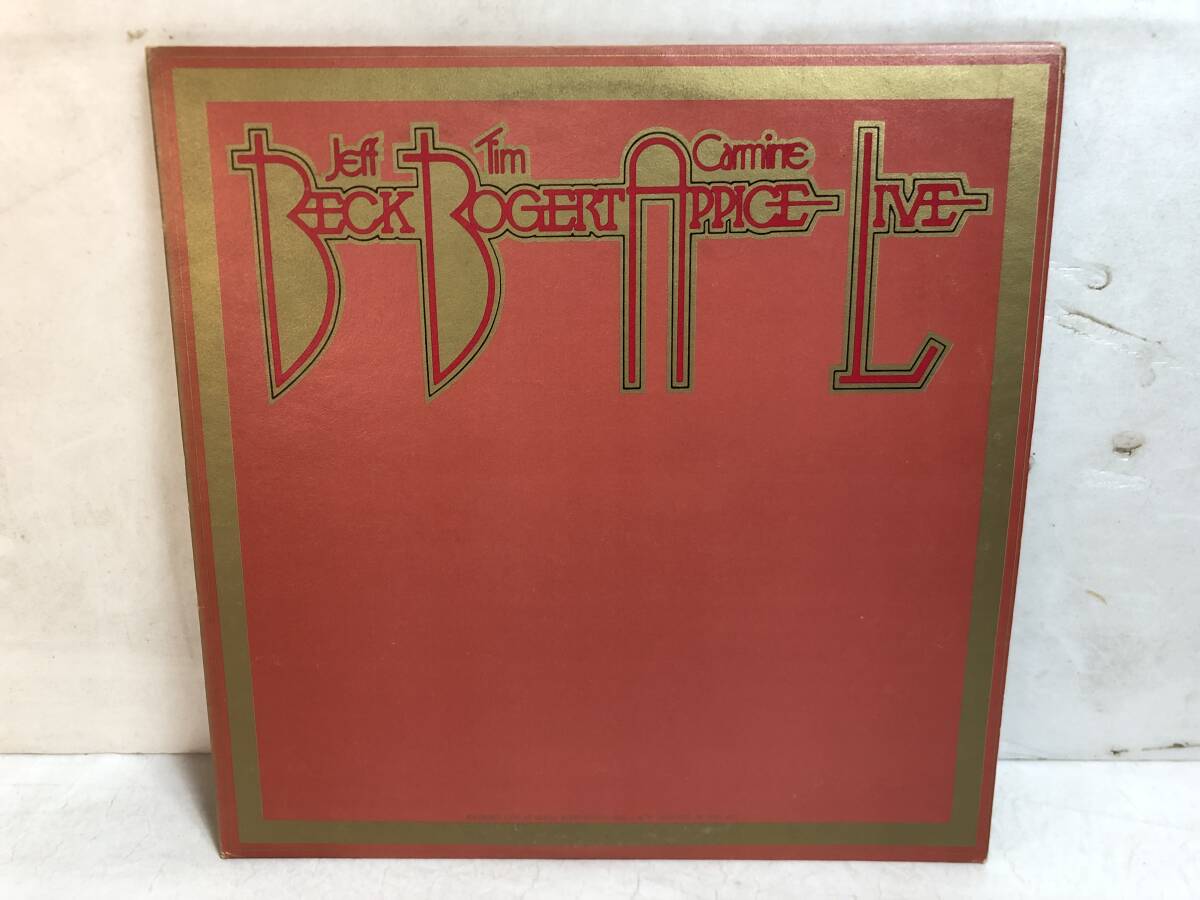 Jeff Tim Carmine
BECK BOGERT APPICE LIVE